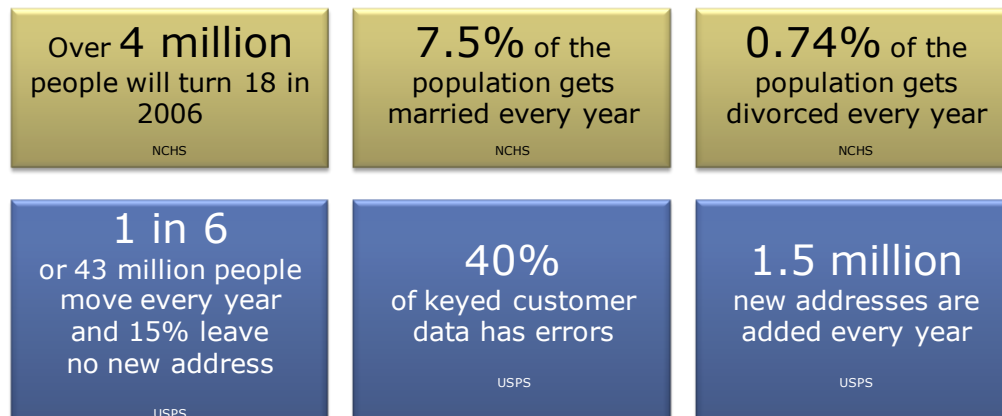 Over 4 million
people will turn 18 in
2006
NCHS
7.5% of the
population gets
married every year
NCHS
0.74% of the
population gets
divorced every year
NCHS
1 in 6
or 43 million people
move every year
and 15% leave
no new address
USPS
40%
of keyed customer
data has errors
USPS
1.5 million
new addresses are
added every year
USPS